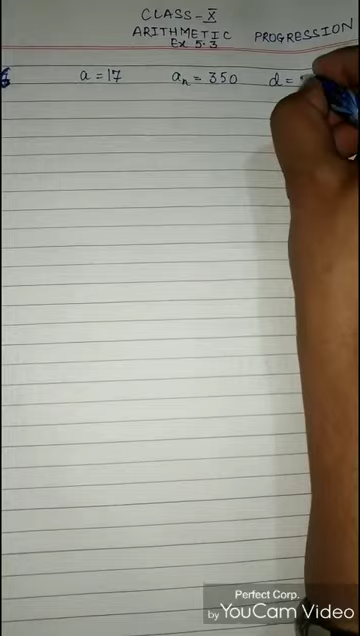 CLASS-X
ARITHMETIC PROGRESSION
Ex 5.3
a = 17 aₙ = 350 d =
Perfect Corp.
by YouCam Video